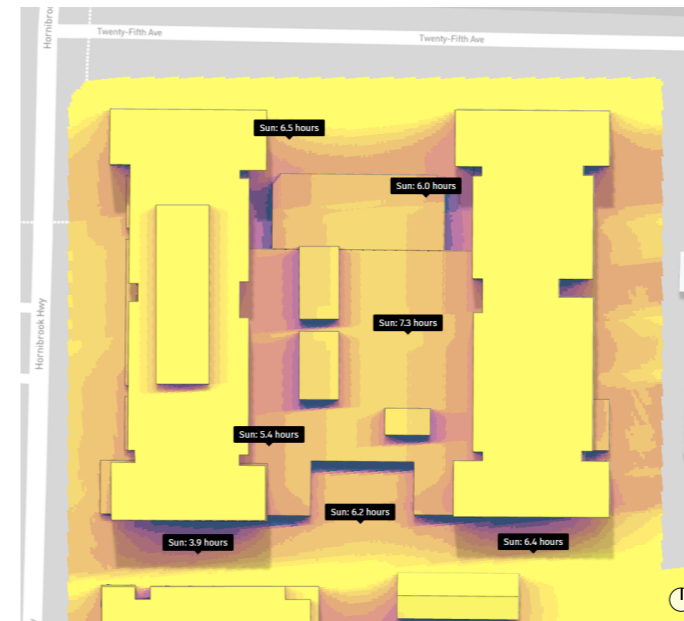 Hornibrook
Twenty-Fifth Ave
Twenty-Fifth Ave
Sun: 6.5 hours
Sun: 6.0 hours
Hornibrook Hwy
Sun: 7.3 hours
Sun: 5.4 hours
Sun: 6.2 hours
Sun: 3.9 hours
Sun: 6.4 hours